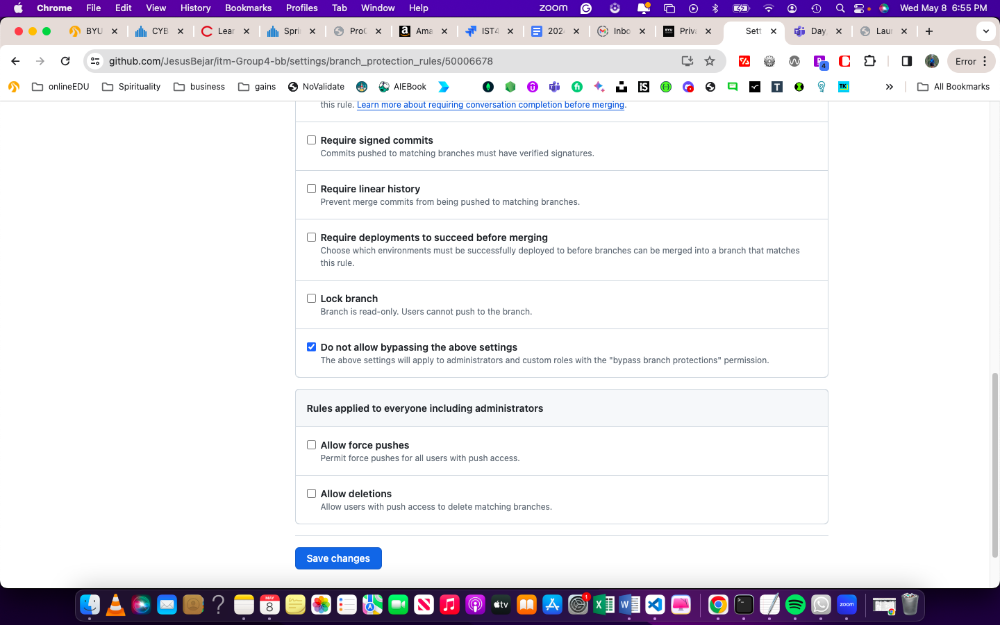 Chrome File Edit View History Bookmarks Profiles Tab Window Help zoom Wed May 8 6:55 PM
BYU CYB Lear Spri Pro Ama IST4 202 Inbo Priva Sett Day, Lau
github.com/JesusBejar/itm-Group4-bb/settings/branch_protection_rules/50006678 4 Error
onlineEDU Spirituality business gains NoValidate AIEBook iS T TK All Bookmarks
this rule. Learn more about requiring conversation completion before merging.
Require signed commits
Commits pushed to matching branches must have verified signatures.
Require linear history
Prevent merge commits from being pushed to matching branches.
Require deployments to succeed before merging
Choose which environments must be successfully deployed to before branches can be merged into a branch that matches
this rule.
Lock branch
Branch is read-only. Users cannot push to the branch.
Do not allow bypassing the above settings
The above settings will apply to administrators and custom roles with the "bypass branch protections" permission.
Rules applied to everyone including administrators
Allow force pushes
Permit force pushes for all users with push access.
Allow deletions
Allow users with push access to delete matching branches.
Save changes
MAY 8 tv 1 zoom